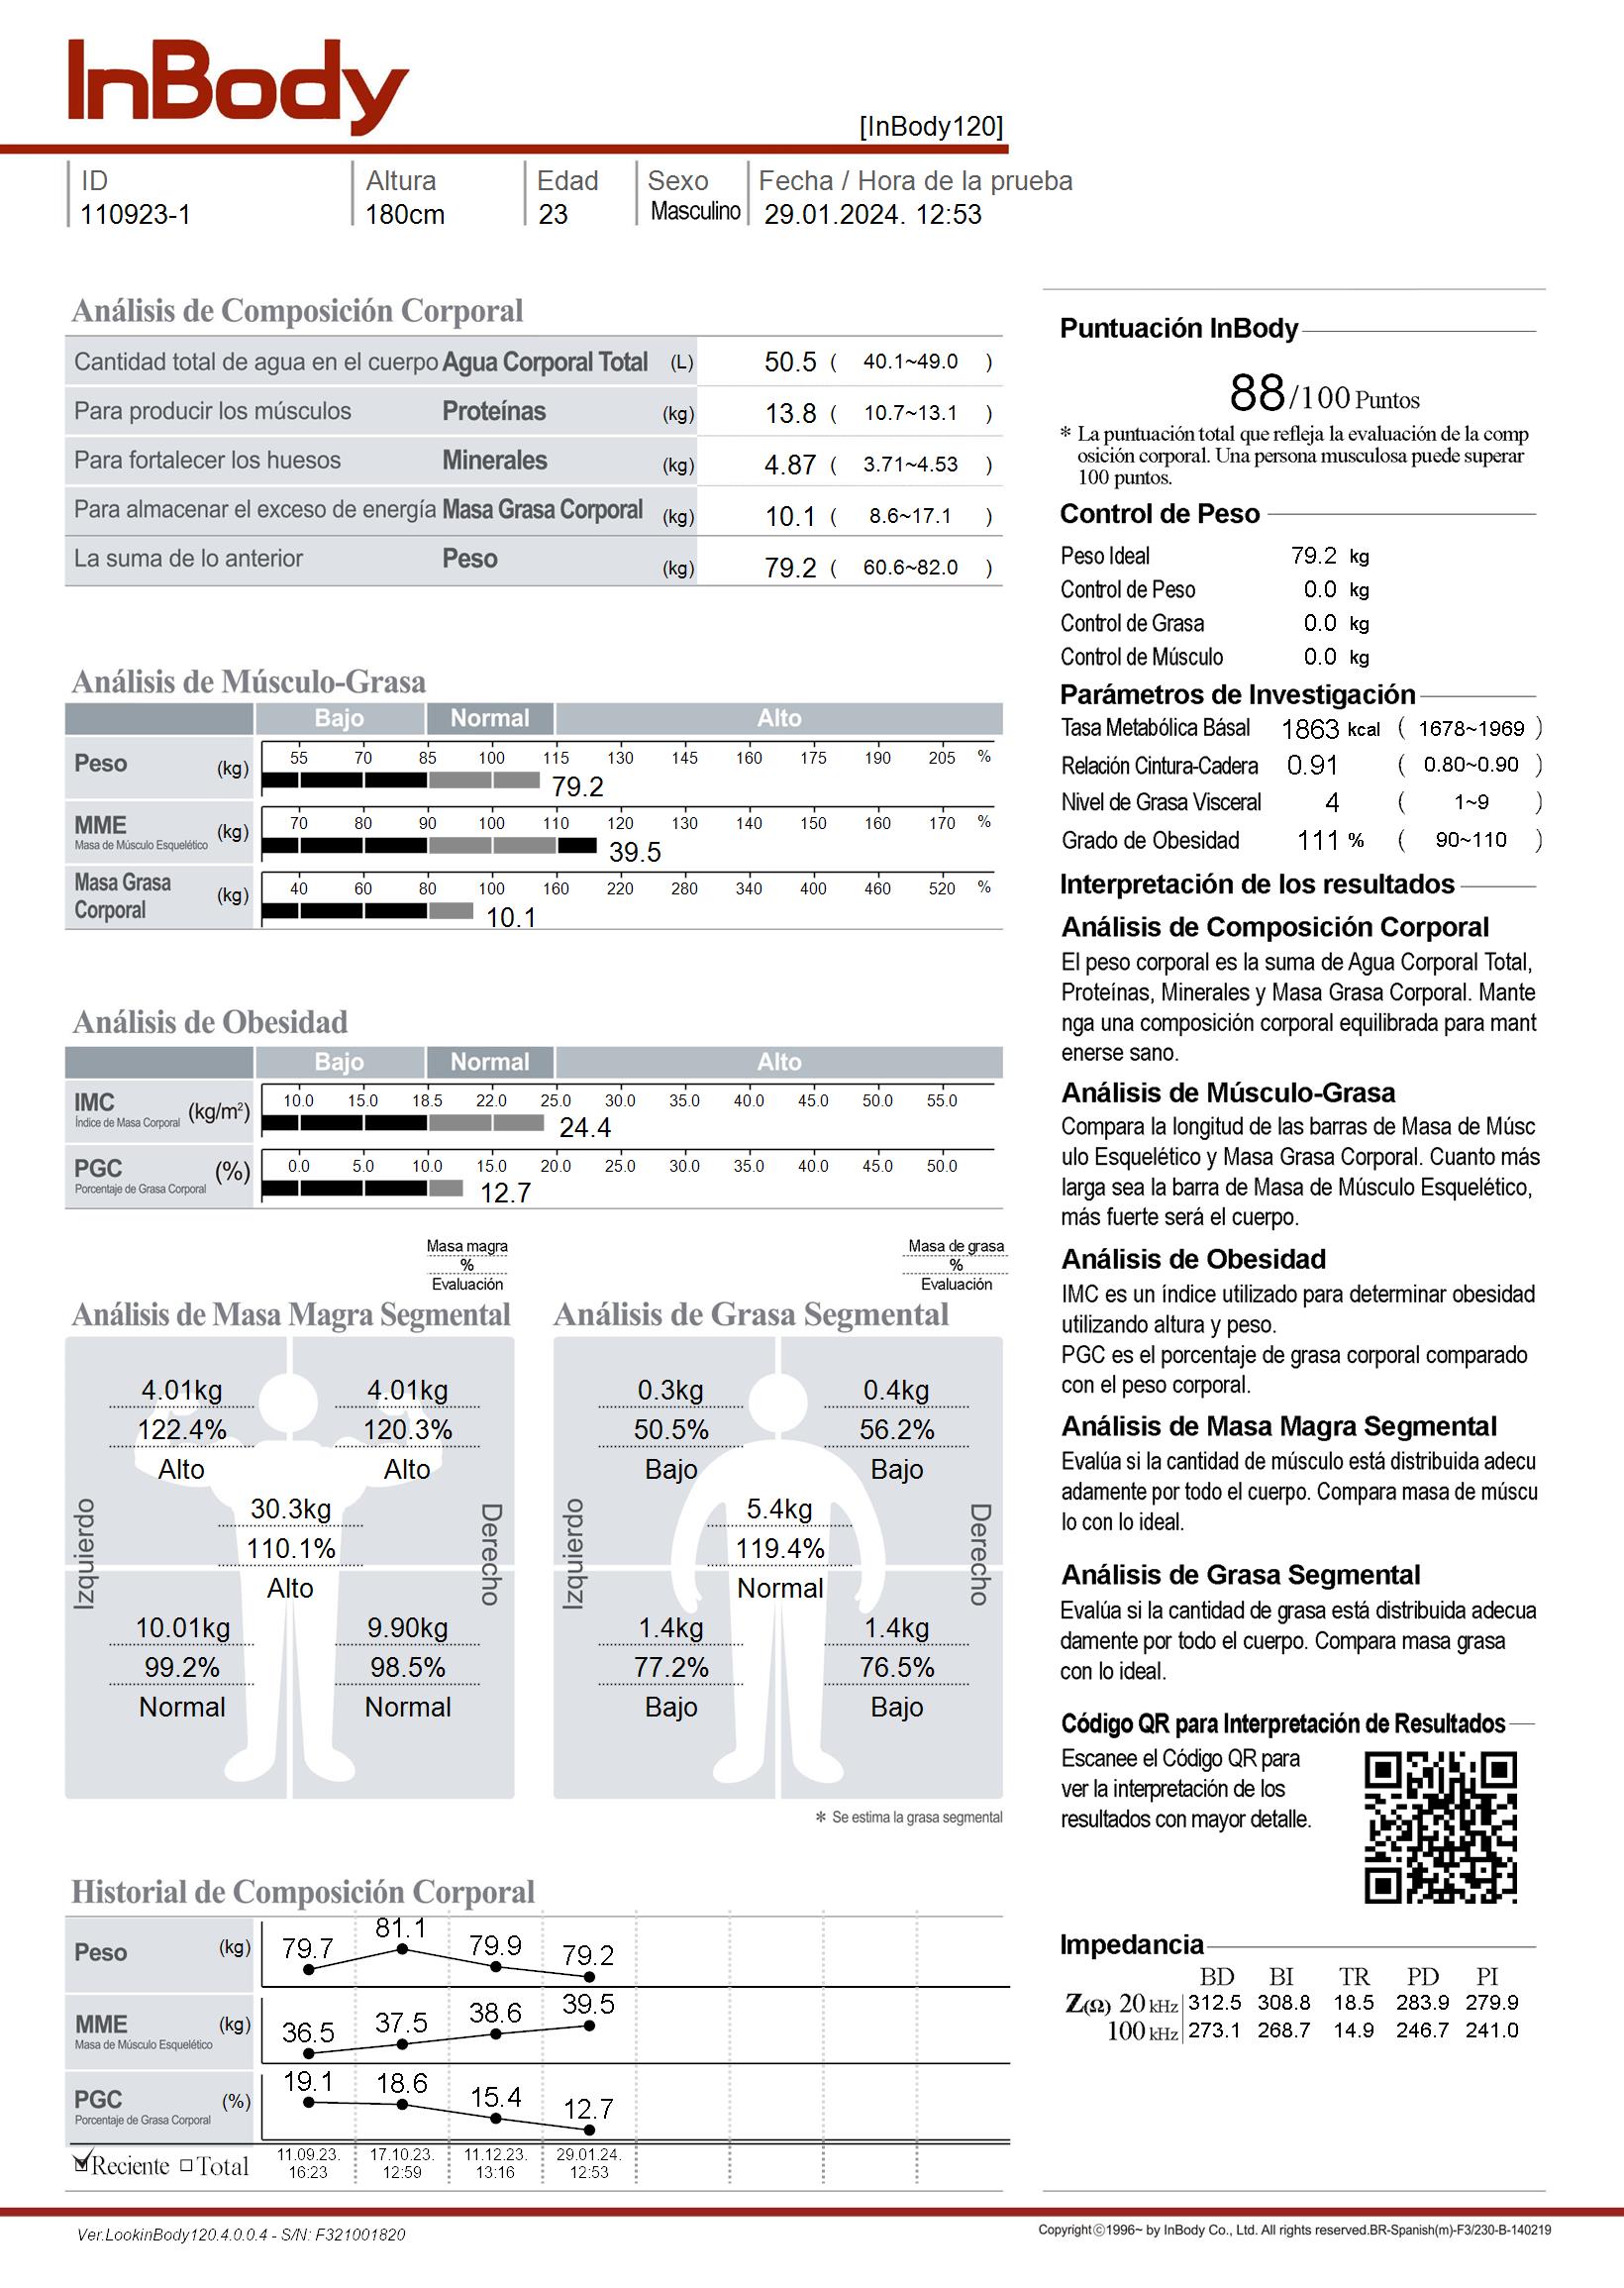 InBody
[InBody120]
ID Altura Edad Sexo Fecha / Hora de la prueba
110923-1 180cm 23 Masculino 29.01.2024. 12:53
Análisis de Composición Corporal
Cantidad total de agua en el cuerpo Agua Corporal Total (L) 50.5 ( 40.1~49.0 )
Para producir los músculos Proteínas (kg) 13.8 ( 10.7~13.1 )
Para fortalecer los huesos Minerales (kg) 4.87 ( 3.71~4.53 )
Para almacenar el exceso de energía Masa Grasa Corporal (kg) 10.1 ( 8.6~17.1 )
La suma de lo anterior Peso (kg) 79.2 ( 60.6~82.0 )
Análisis de Músculo-Grasa
Bajo Normal Alto
Peso (kg) 55 70 85 100 115 130 145 160 175 190 205 %
79.2
MME (kg) 70 80 90 100 110 120 130 140 150 160 170 %
Masa de Músculo Esquelético 39.5
Masa Grasa Corporal (kg) 40 60 80 100 160 220 280 340 400 460 520 %
10.1
Análisis de Obesidad
Bajo Normal Alto
IMC (kg/m²) 10.0 15.0 18.5 22.0 25.0 30.0 35.0 40.0 45.0 50.0 55.0
Índice de Masa Corporal 24.4
PGC (%) 0.0 5.0 10.0 15.0 20.0 25.0 30.0 35.0 40.0 45.0 50.0
Porcentaje de Grasa Corporal 12.7
Masa magra
%
Evaluación
Análisis de Masa Magra Segmental
4.01kg 4.01kg
122.4% 120.3%
Alto Alto
Izquierdo
Derecho
30.3kg
110.1%
Alto
10.01kg 9.90kg
99.2% 98.5%
Normal Normal
Masa de grasa
%
Evaluación
Análisis de Grasa Segmental
0.3kg 0.4kg
50.5% 56.2%
Bajo Bajo
Izquierdo
Derecho
5.4kg
119.4%
Normal
1.4kg 1.4kg
77.2% 76.5%
Bajo Bajo
* Se estima la grasa segmental
Historial de Composición Corporal
Peso (kg) 79.7 81.1 79.9 79.2
MME (kg) 36.5 37.5 38.6 39.5
Masa de Músculo Esquelético
PGC (%) 19.1 18.6 15.4 12.7
Porcentaje de Grasa Corporal
Reciente Total 11.09.23. 17.10.23. 11.12.23. 29.01.24.
16:23 12:59 13:16 12:53
Puntuación InBody
88/100 Puntos
* La puntuación total que refleja la evaluación de la comp
osición corporal. Una persona musculosa puede superar
100 puntos.
Control de Peso
Peso Ideal 79.2 kg
Control de Peso 0.0 kg
Control de Grasa 0.0 kg
Control de Músculo 0.0 kg
Parámetros de Investigación
Tasa Metabólica Básal 1863 kcal ( 1678~1969 )
Relación Cintura-Cadera 0.91 ( 0.80~0.90 )
Nivel de Grasa Visceral 4 ( 1~9 )
Grado de Obesidad 111 % ( 90~110 )
Interpretación de los resultados
Análisis de Composición Corporal
El peso corporal es la suma de Agua Corporal Total,
Proteínas, Minerales y Masa Grasa Corporal. Mante
nga una composición corporal equilibrada para mant
enerse sano.
Análisis de Músculo-Grasa
Compara la longitud de las barras de Masa de Músc
ulo Esquelético y Masa Grasa Corporal. Cuanto más
larga sea la barra de Masa de Músculo Esquelético,
más fuerte será el cuerpo.
Análisis de Obesidad
IMC es un índice utilizado para determinar obesidad
utilizando altura y peso.
PGC es el porcentaje de grasa corporal comparado
con el peso corporal.
Análisis de Masa Magra Segmental
Evalúa si la cantidad de músculo está distribuida adecu
adamente por todo el cuerpo. Compara masa de múscu
lo con lo ideal.
Análisis de Grasa Segmental
Evalúa si la cantidad de grasa está distribuida adecua
damente por todo el cuerpo. Compara masa grasa
con lo ideal.
Código QR para Interpretación de Resultados
Escanee el Código QR para
ver la interpretación de los
resultados con mayor detalle.
Impedancia
BD BI TR PD PI
Z(Ω) 20 kHz 312.5 308.8 18.5 283.9 279.9
100 kHz 273.1 268.7 14.9 246.7 241.0
Ver.LookinBody120.4.0.0.4 - S/N: F321001820
Copyright©1996~ by InBody Co., Ltd. All rights reserved.BR-Spanish(m)-F3/230-B-140219